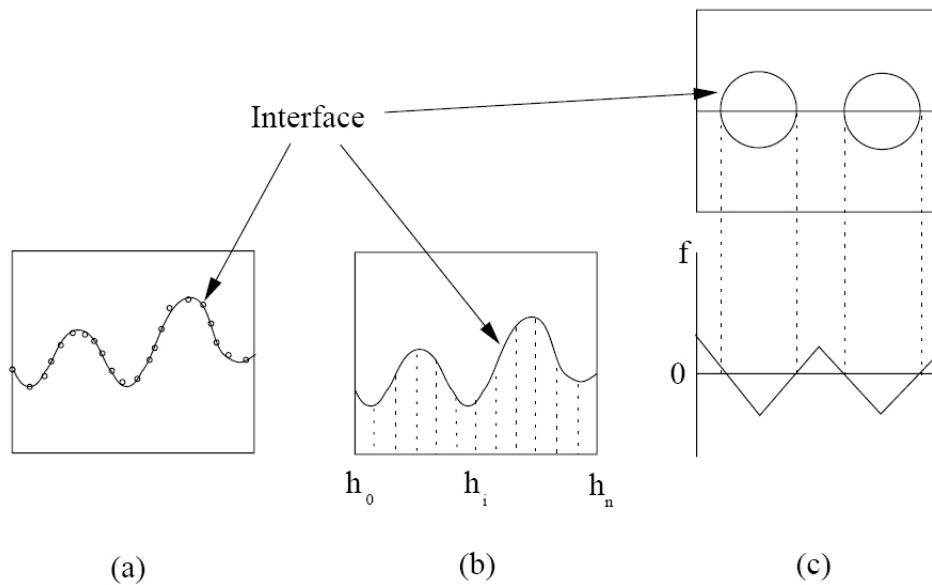 Interface
f
0
h₀ hᵢ hₙ
(a) (b) (c)